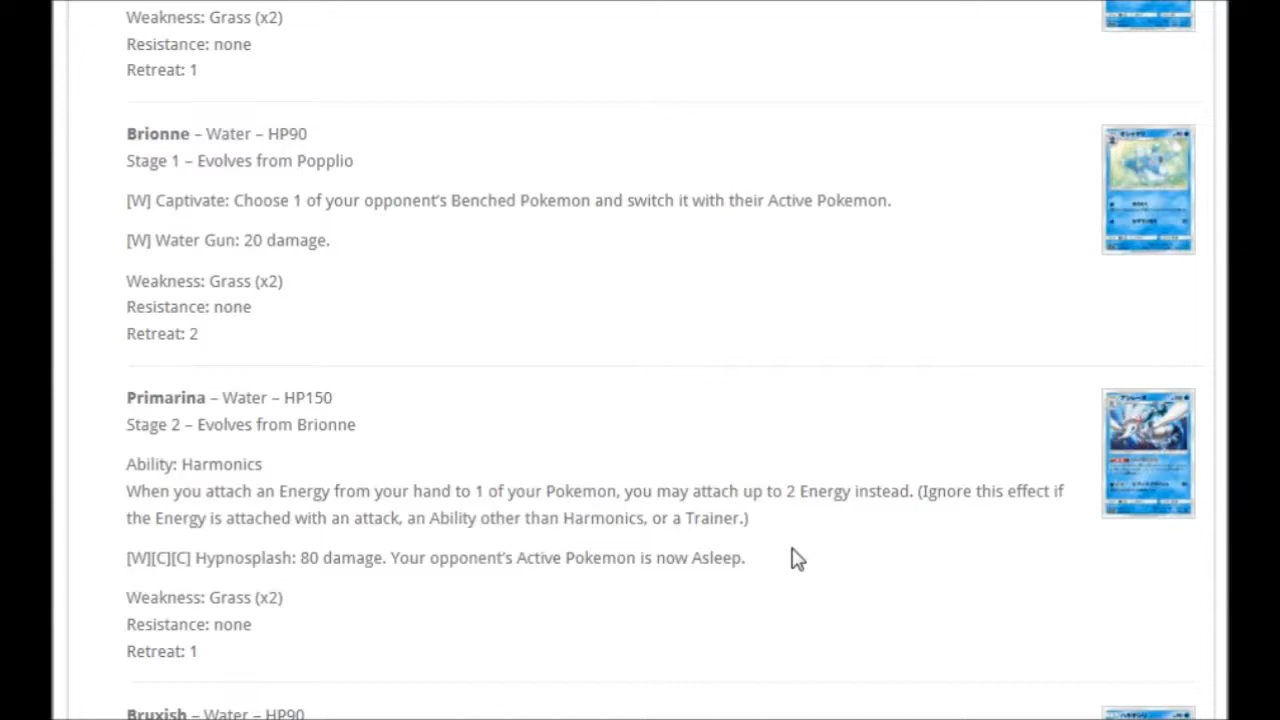 Weakness: Grass (x2)
Resistance: none
Retreat: 1
Brionne – Water – HP90
Stage 1 – Evolves from Popplio
[W] Captivate: Choose 1 of your opponent's Benched Pokemon and switch it with their Active Pokemon.
[W] Water Gun: 20 damage.
Weakness: Grass (x2)
Resistance: none
Retreat: 2
Primarina – Water – HP150
Stage 2 – Evolves from Brionne
Ability: Harmonics
When you attach an Energy from your hand to 1 of your Pokemon, you may attach up to 2 Energy instead. (Ignore this effect if
the Energy is attached with an attack, an Ability other than Harmonics, or a Trainer.)
[W][C][C] Hypnosplash: 80 damage. Your opponent's Active Pokemon is now Asleep.
Weakness: Grass (x2)
Resistance: none
Retreat: 1
Bruxish – Water – HP90